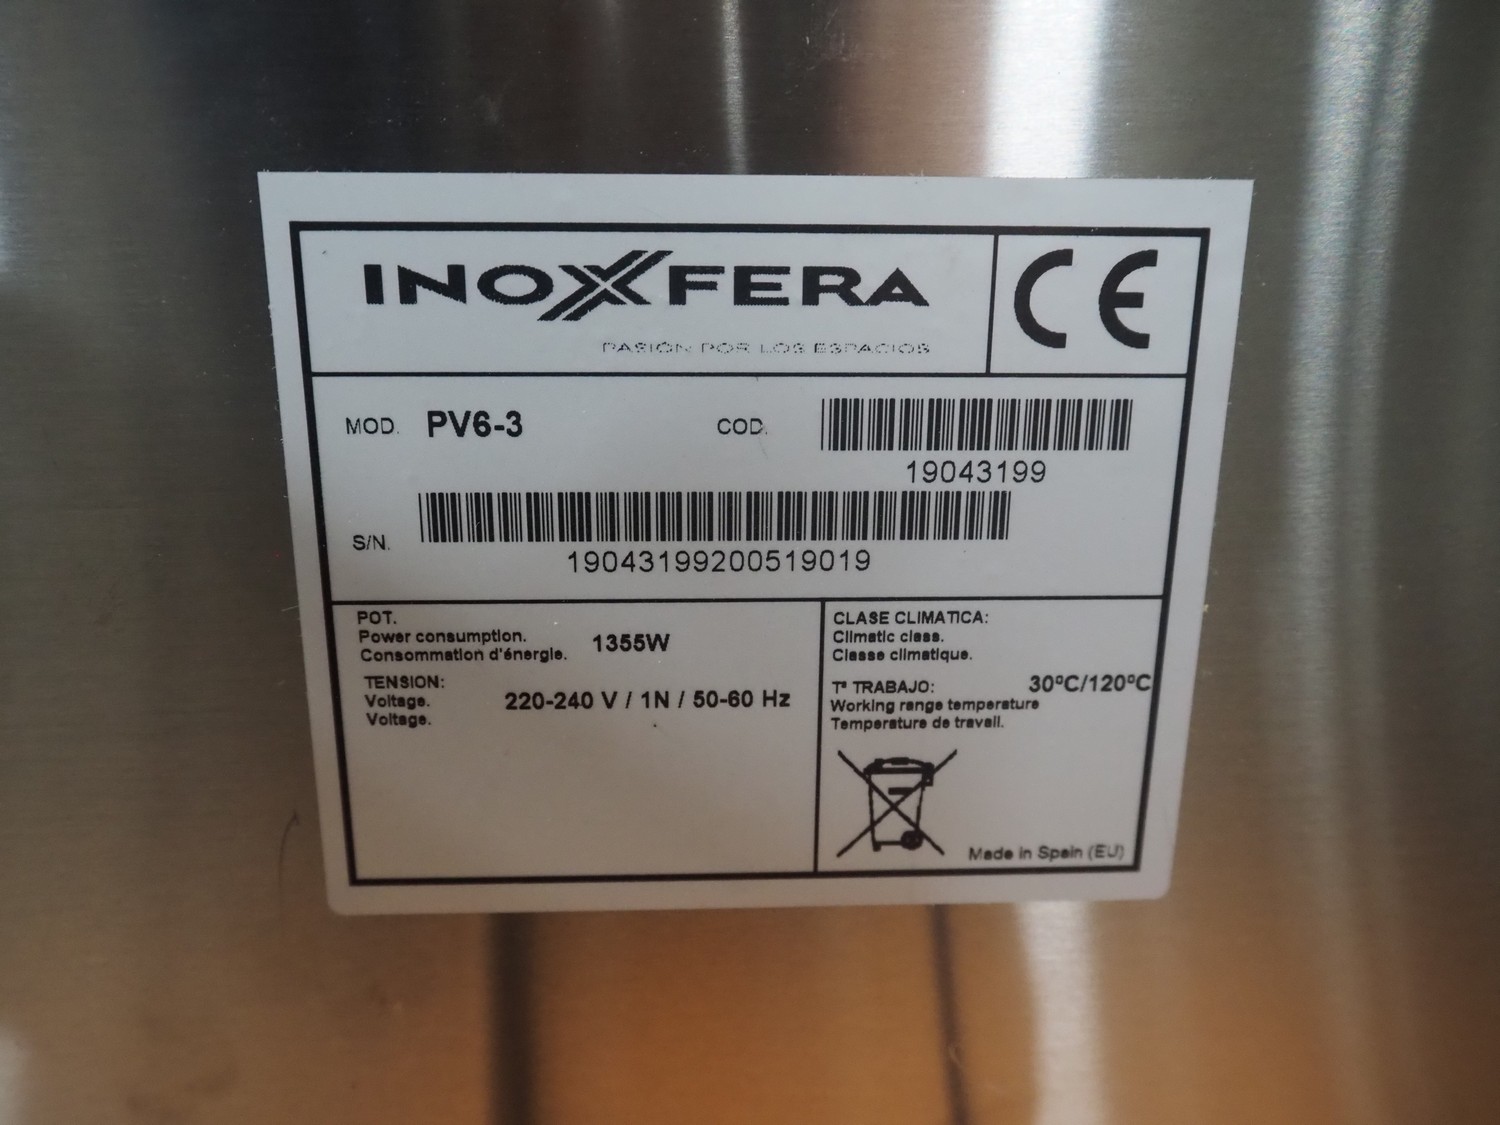 INOXFERA
PASIÓN POR LOS ESPACIOS
CE
MOD. PV6-3
COD.
19043199
S/N.
19043199200519019
POT.
Power consumption.
Consommation d'énergie.
1355W
TENSION:
Voltage.
Voltage.
220-240 V / 1N / 50-60 Hz
CLASE CLIMATICA:
Climatic class.
Classe climatique.
Tª TRABAJO:
30ºC/120ºC
Working range temperature
Temperature de travail.
Made in Spain (EU)